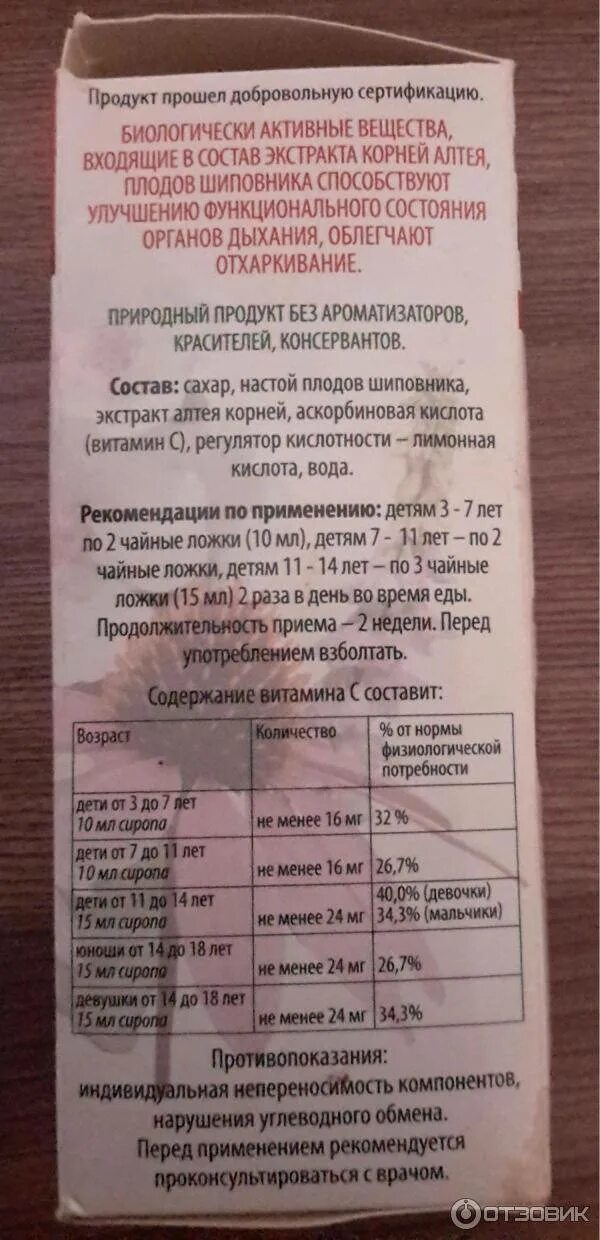 Продукт прошел добровольную сертификацию.
БИОЛОГИЧЕСКИ АКТИВНЫЕ ВЕЩЕСТВА,
ВХОДЯЩИЕ В СОСТАВ ЭКСТРАКТА КОРНЕЙ АЛТЕЯ,
ПЛОДОВ ШИПОВНИКА СПОСОБСТВУЮТ
УЛУЧШЕНИЮ ФУНКЦИОНАЛЬНОГО СОСТОЯНИЯ
ОРГАНОВ ДЫХАНИЯ, ОБЛЕГЧАЮТ
ОТХАРКИВАНИЕ.
ПРИРОДНЫЙ ПРОДУКТ БЕЗ АРОМАТИЗАТОРОВ,
КРАСИТЕЛЕЙ, КОНСЕРВАНТОВ.
Состав: сахар, настой плодов шиповника,
экстракт алтея корней, аскорбиновая кислота
(витамин С), регулятор кислотности – лимонная
кислота, вода.
Рекомендации по применению: детям 3 - 7 лет
по 2 чайные ложки (10 мл), детям 7 - 11 лет – по 2
чайные ложки, детям 11 - 14 лет – по 3 чайные
ложки (15 мл) 2 раза в день во время еды.
Продолжительность приема – 2 недели. Перед
употреблением взболтать.
Содержание витамина С составит:
Возраст Количество % от нормы
физиологической
потребности
дети от 3 до 7 лет
10 мл сиропа не менее 16 мг 32 %
дети от 7 до 11 лет
10 мл сиропа не менее 16 мг 26,7%
дети от 11 до 14 лет 40,0% (девочки)
15 мл сиропа не менее 24 мг 34,3% (мальчики)
юноши от 14 до 18 лет
15 мл сиропа не менее 24 мг 26,7%
девушки от 14 до 18 лет
15 мл сиропа не менее 24 мг 34,3%
Противопоказания:
индивидуальная непереносимость компонентов,
нарушения углеводного обмена.
Перед применением рекомендуется
проконсультироваться с врачом.
ОТЗОВИК